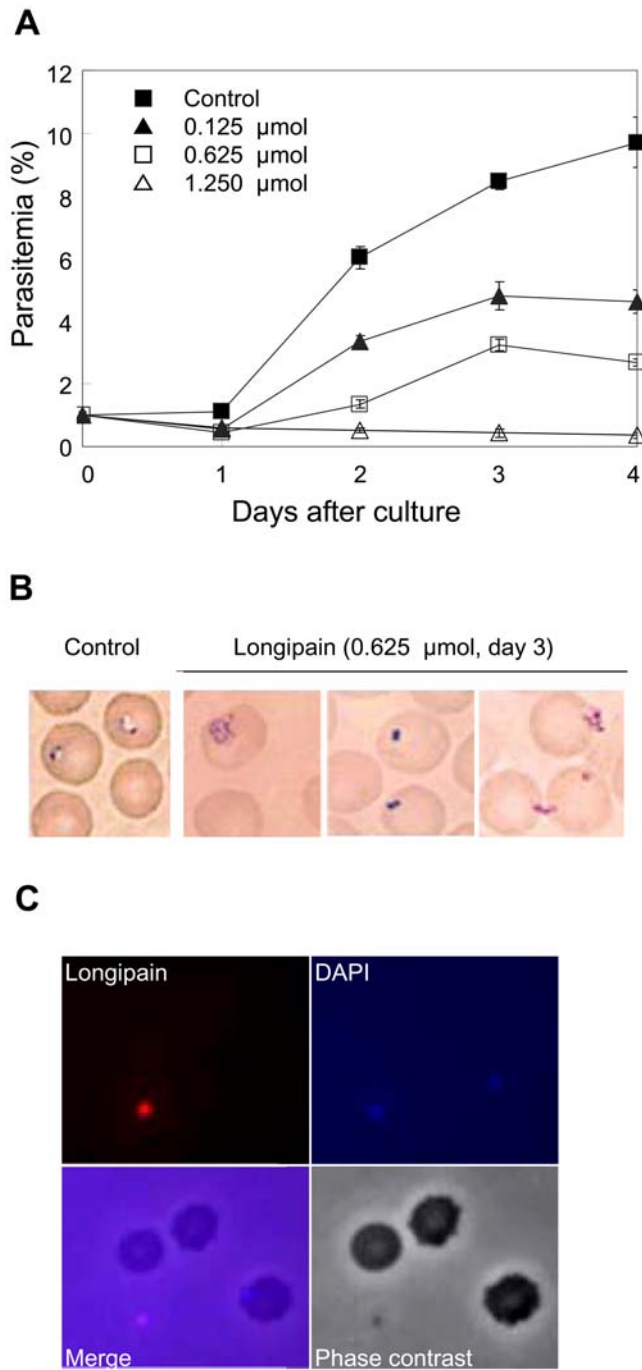 A
Parasitemia (%)
12
10
8
6
4
2
0
Control
0.125 µmol
0.625 µmol
1.250 µmol
0 1 2 3 4
Days after culture
B
Control
Longipain (0.625 µmol, day 3)
C
Longipain
DAPI
Merge
Phase contrast